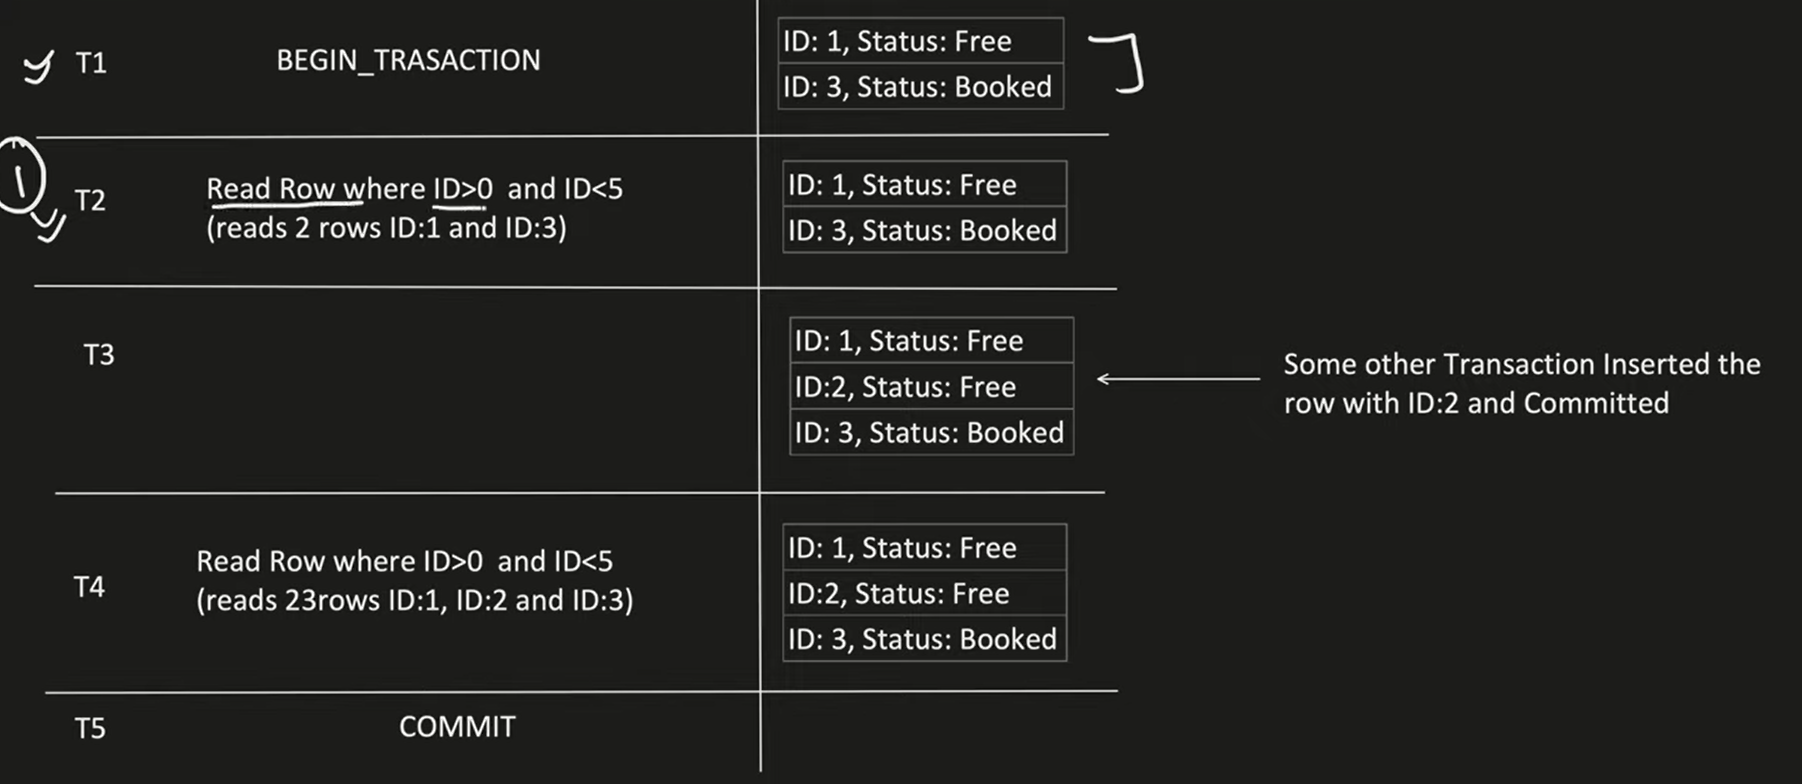 T1
BEGIN_TRASACTION
ID: 1, Status: Free
ID: 3, Status: Booked
1
T2
Read Row where ID>0 and ID<5
(reads 2 rows ID:1 and ID:3)
ID: 1, Status: Free
ID: 3, Status: Booked
T3
ID: 1, Status: Free
ID:2, Status: Free
ID: 3, Status: Booked
Some other Transaction Inserted the
row with ID:2 and Committed
T4
Read Row where ID>0 and ID<5
(reads 23rows ID:1, ID:2 and ID:3)
ID: 1, Status: Free
ID:2, Status: Free
ID: 3, Status: Booked
T5
COMMIT